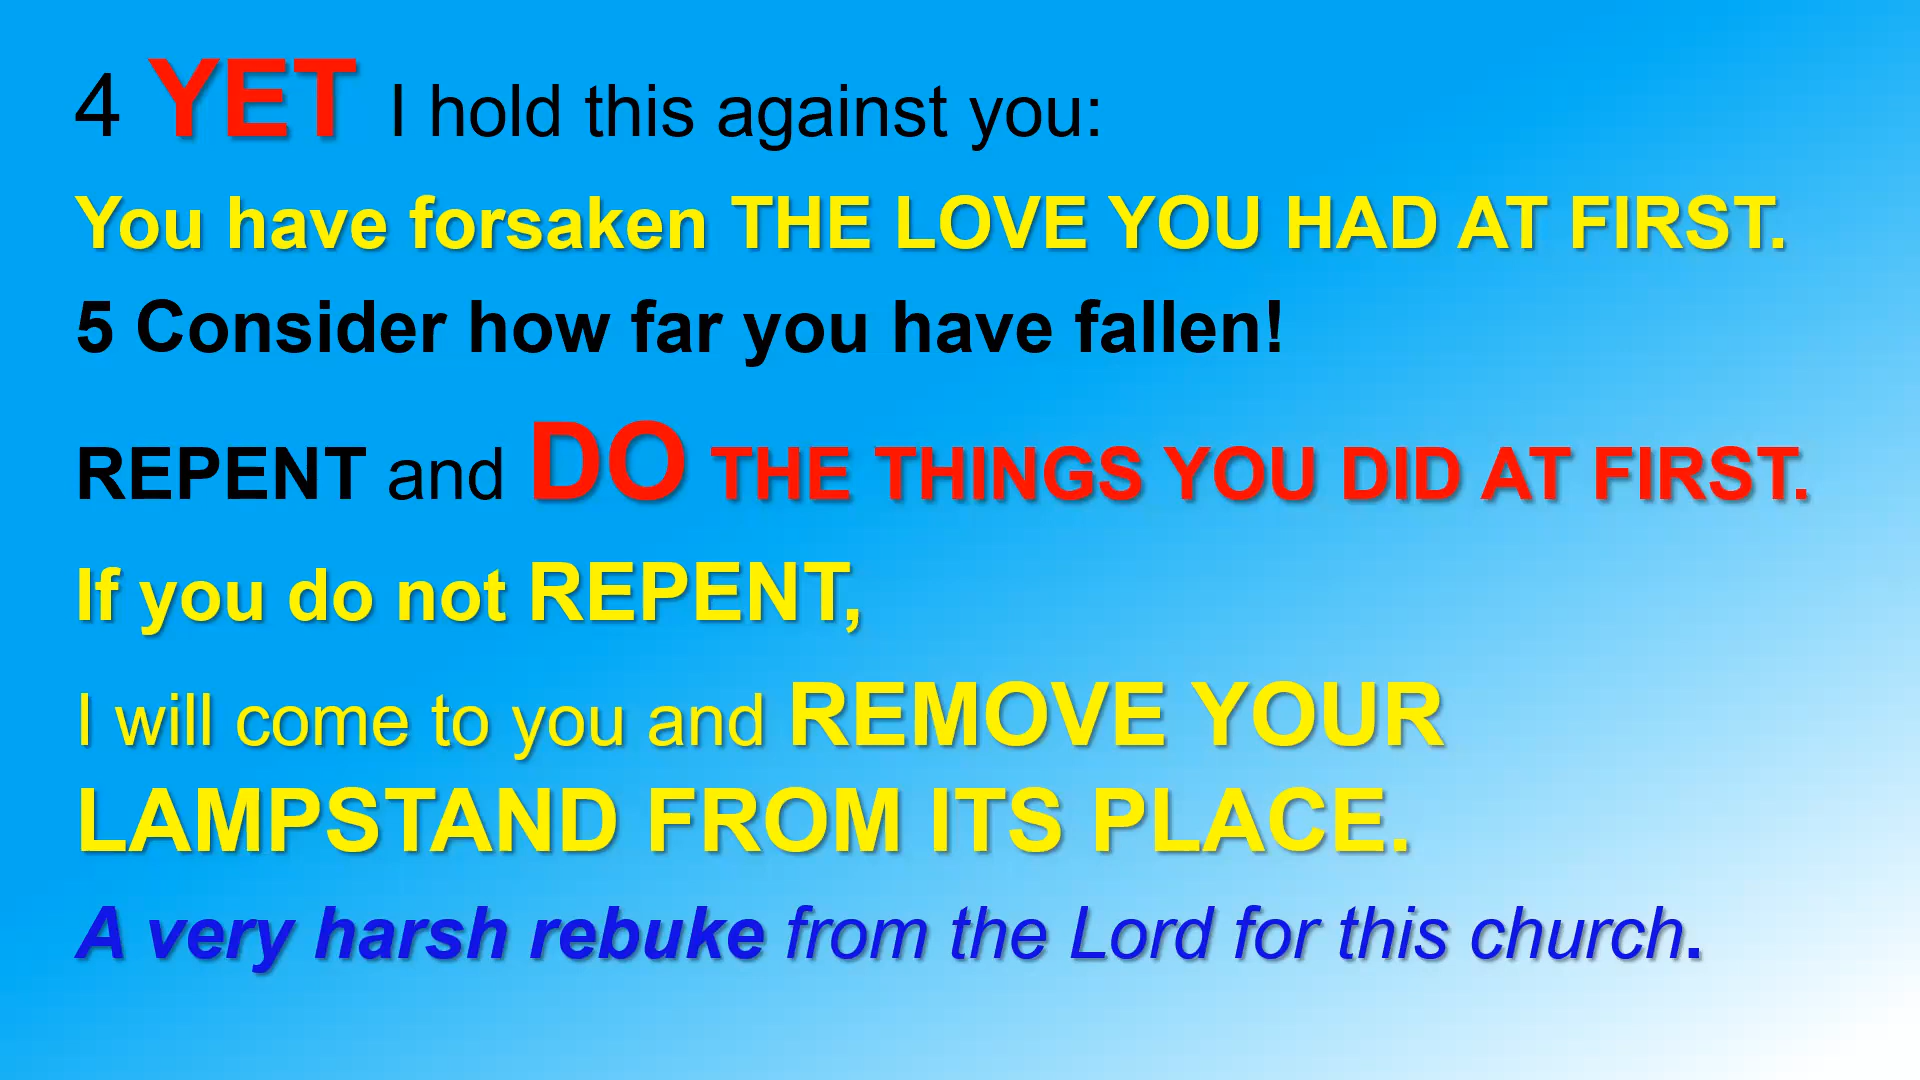 4 YET I hold this against you:
You have forsaken THE LOVE YOU HAD AT FIRST.
5 Consider how far you have fallen!
REPENT and DO THE THINGS YOU DID AT FIRST.
If you do not REPENT,
I will come to you and REMOVE YOUR
LAMPSTAND FROM ITS PLACE.
A very harsh rebuke from the Lord for this church.